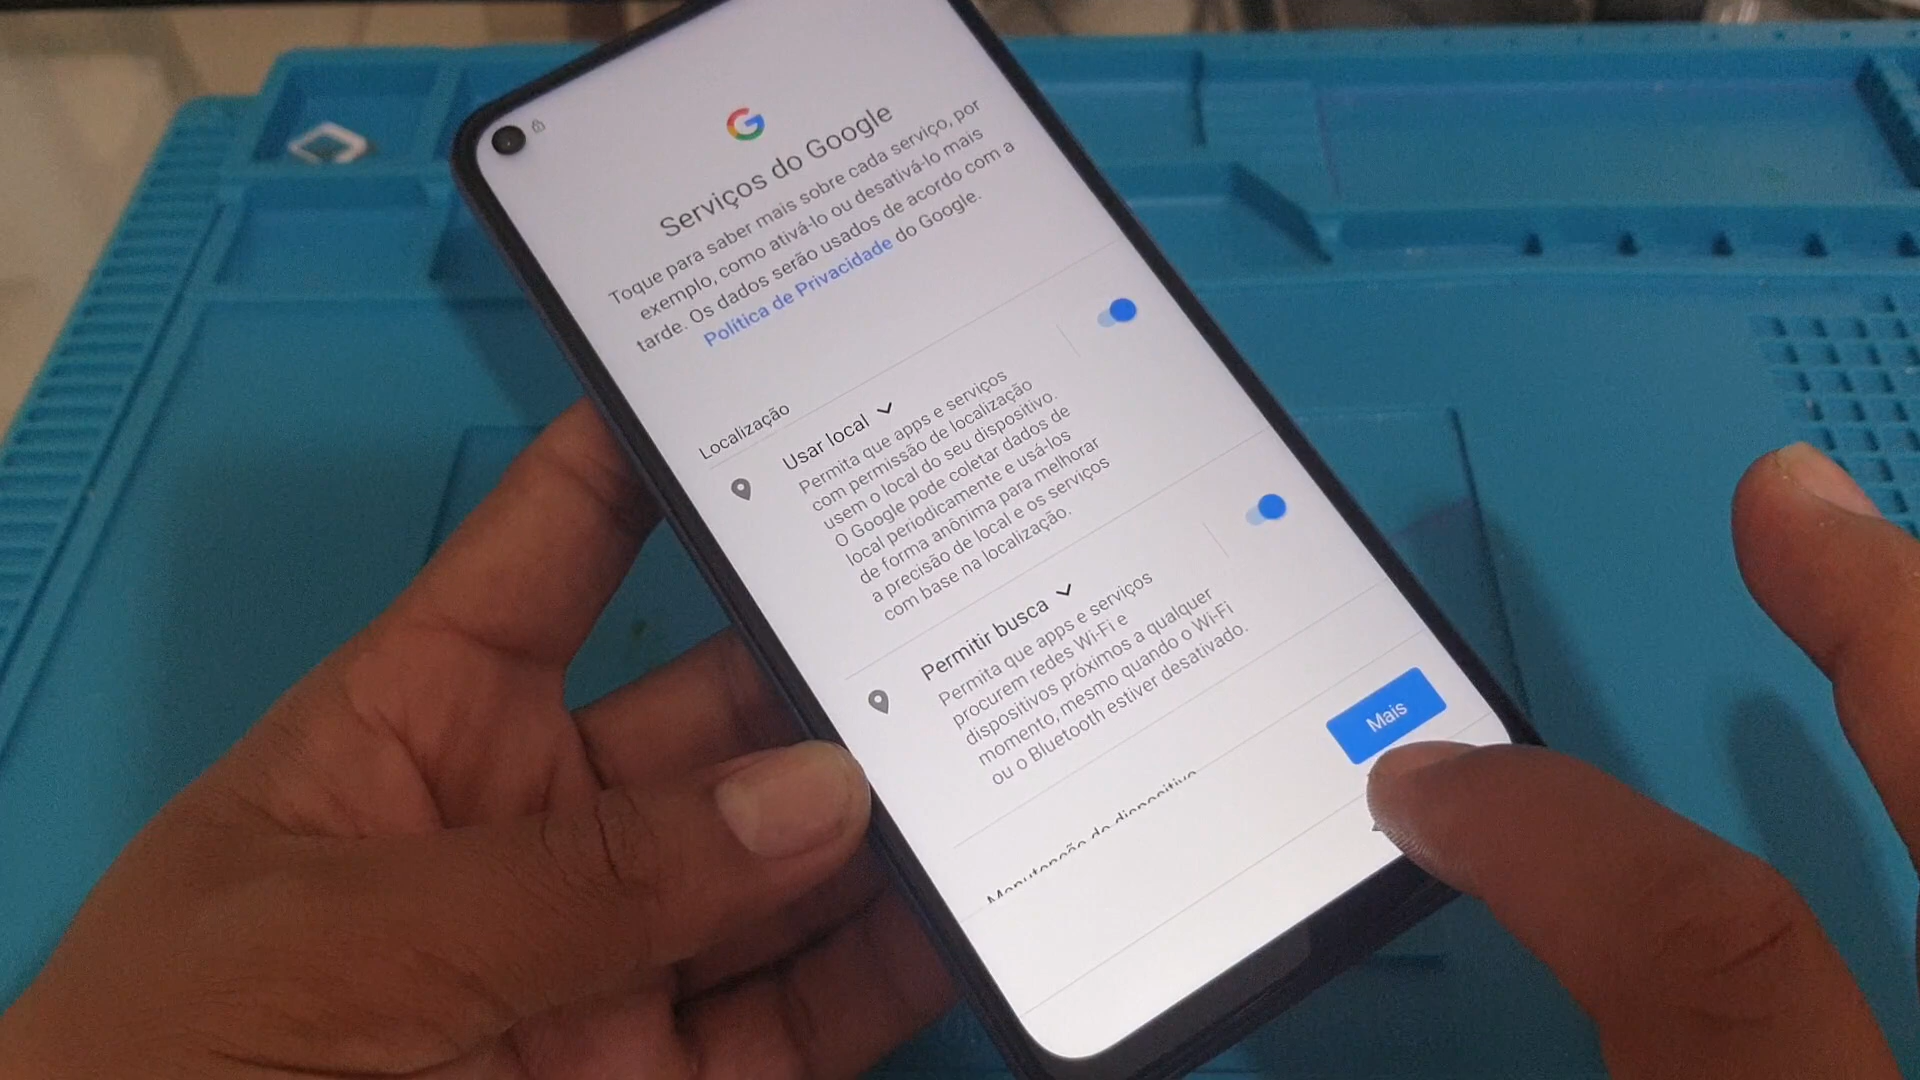 Serviços do Google
Toque para saber mais sobre cada serviço, por
exemplo, como ativá-lo ou desativá-lo mais
tarde. Os dados serão usados de acordo com a
Política de Privacidade do Google.
Localização
Usar local
Permita que apps e serviços
com permissão de localização
usem o local do seu dispositivo.
O Google pode coletar dados de
local periodicamente e usá-los
de forma anônima para melhorar
a precisão de local e os serviços
com base na localização.
Permitir busca
Permita que apps e serviços
procurem redes Wi-Fi e
dispositivos próximos a qualquer
momento, mesmo quando o Wi-Fi
ou o Bluetooth estiver desativado.
Manutenção do dispositivo
Mais